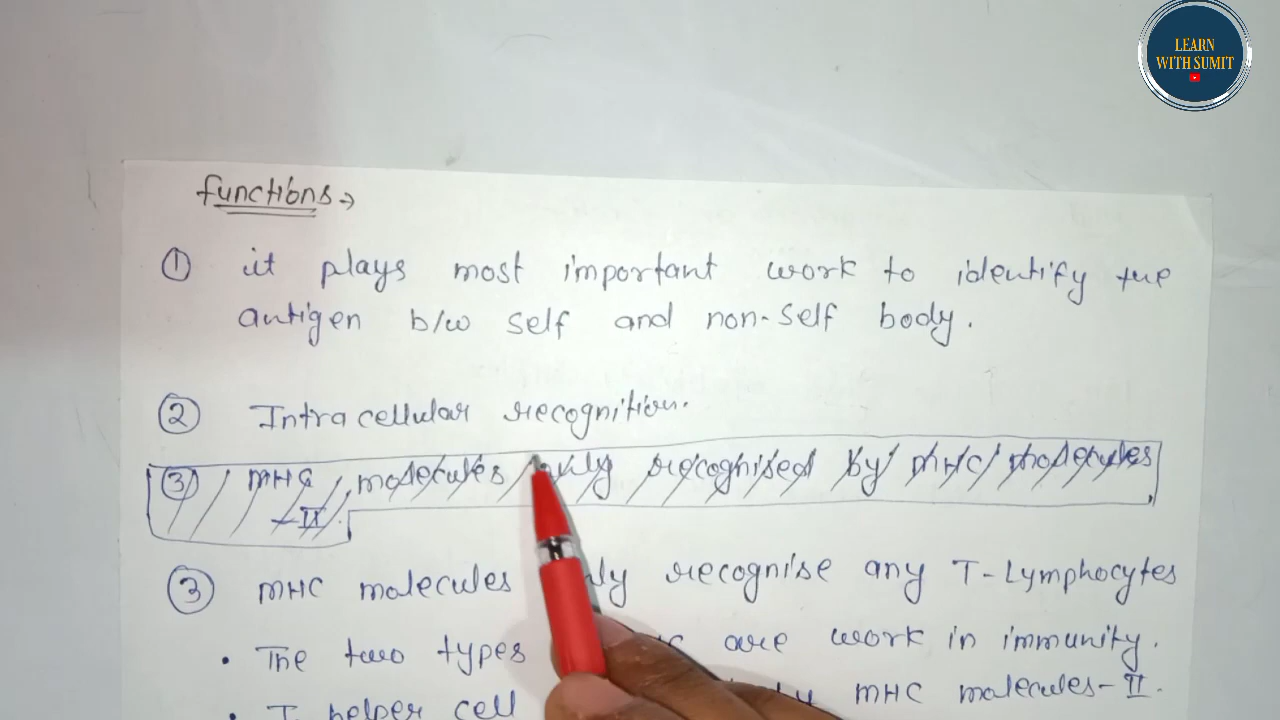 LEARN
WITH SUMIT
functions →
① it plays most important work to identify the
antigen b/w self and non-self body.
② Intracellular recognition.
③ MHC molecules only recognised by MHC molecules
-II
③ MHC molecules only recognise any T-Lymphocytes
• The two types are work in immunity.
• T helper cell MHC molecules-II.